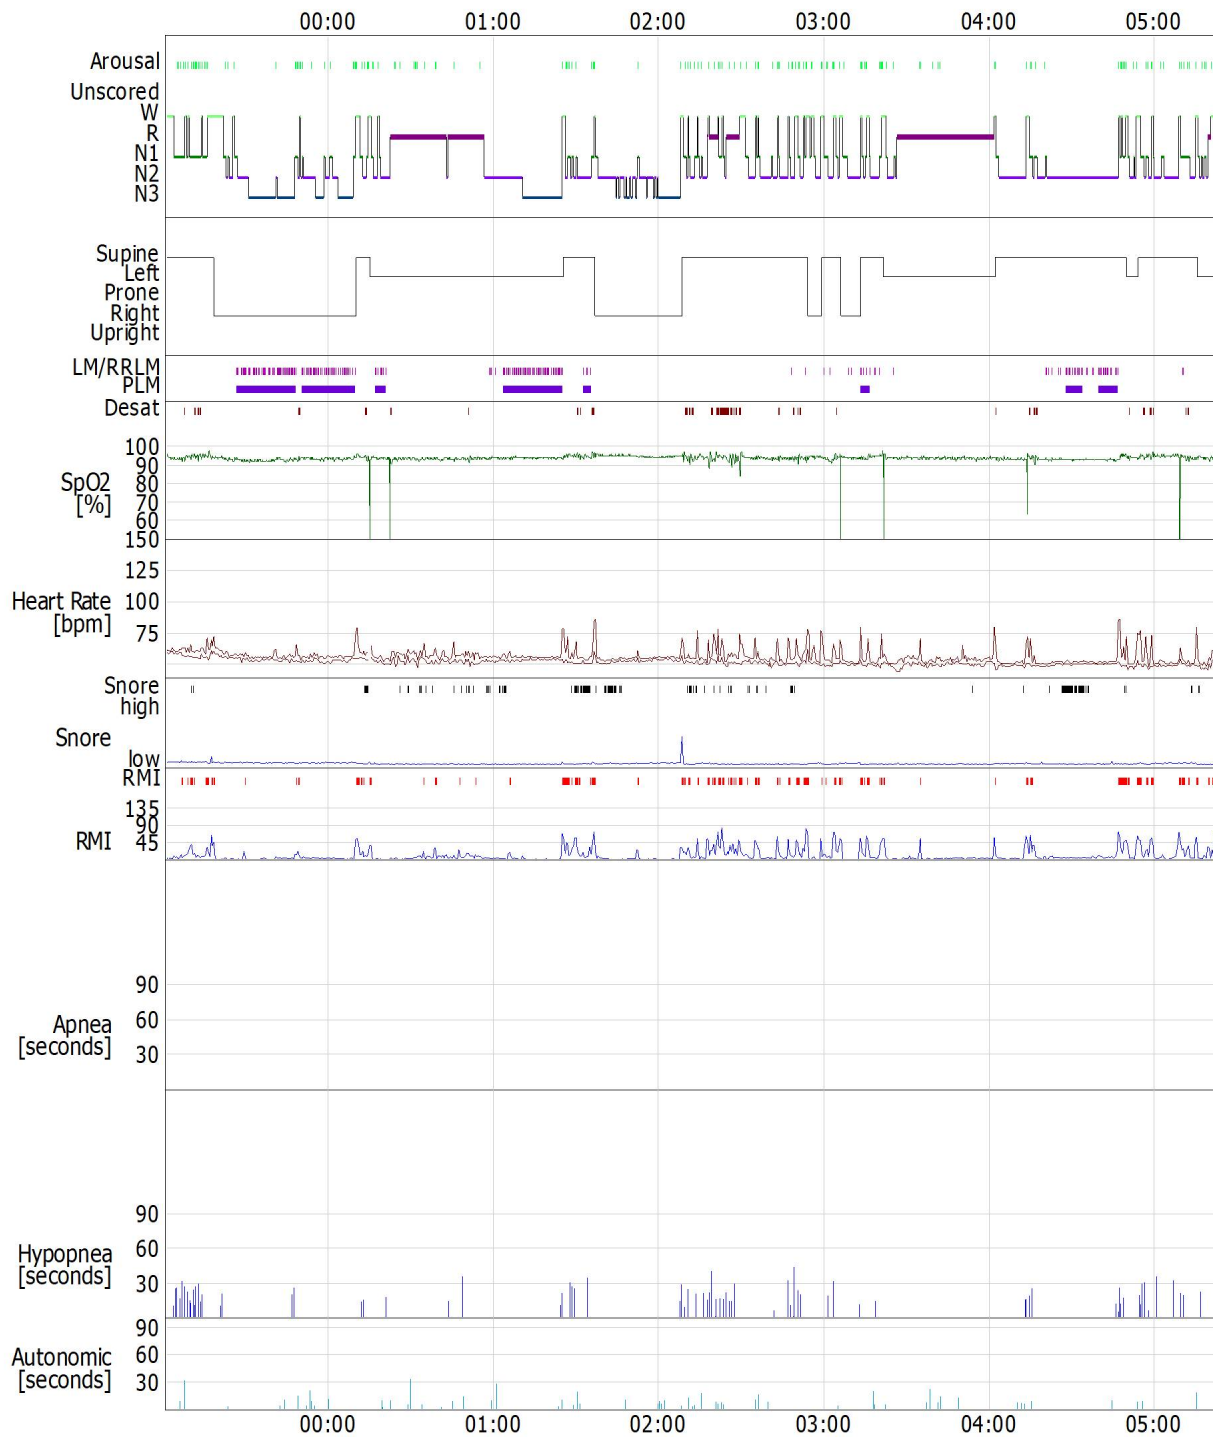 00:00 01:00 02:00 03:00 04:00 05:00
Arousal
Unscored
W
R
N1
N2
N3
Supine
Left
Prone
Right
Upright
LM/RRLM
PLM
Desat
100
90
SpO2 80
[%] 70
60
150
125
Heart Rate 100
[bpm] 75
Snore
high
Snore
low
RMI
135
90
RMI 45
90
Apnea 60
[seconds] 30
90
Hypopnea 60
[seconds] 30
90
Autonomic 60
[seconds] 30
00:00 01:00 02:00 03:00 04:00 05:00